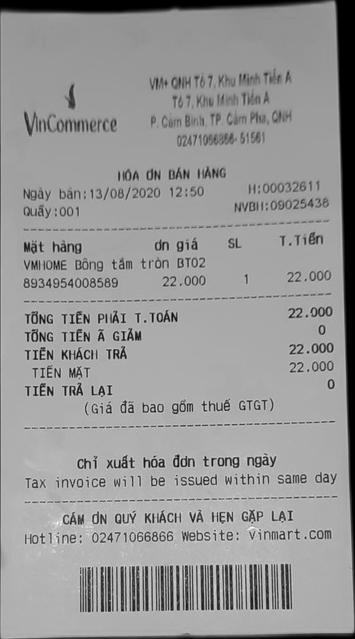 VinCommerce
VM+ QNH Tổ 7, Khu Minh Tiến A
Tổ 7, Khu Minh Tiến A
P. Cẩm Bình, TP. Cẩm Phả, QNH
02471066866-51561
HÓA ƠN BÁN HÀNG
Ngày bán:13/08/2020 12:50 H:00032611
Quầy:001 NVBH:09025438
Mặt hàng ơn giá SL T.Tiền
VMHOME Bông tắm tròn BT02
8934954008589 22.000 1 22.000
TỔNG TIỀN PHẢI T.TOÁN 22.000
TỔNG TIỀN Ã GIẢM 0
TIỀN KHÁCH TRẢ 22.000
TIỀN MẶT 22.000
TIỀN TRẢ LẠI 0
(Giá đã bao gồm thuế GTGT)
Chỉ xuất hóa đơn trong ngày
Tax invoice will be issued within same day
CÁM ƠN QUÝ KHÁCH VÀ HẸN GẶP LẠI
Hotline: 02471066866 Website: vinmart.com